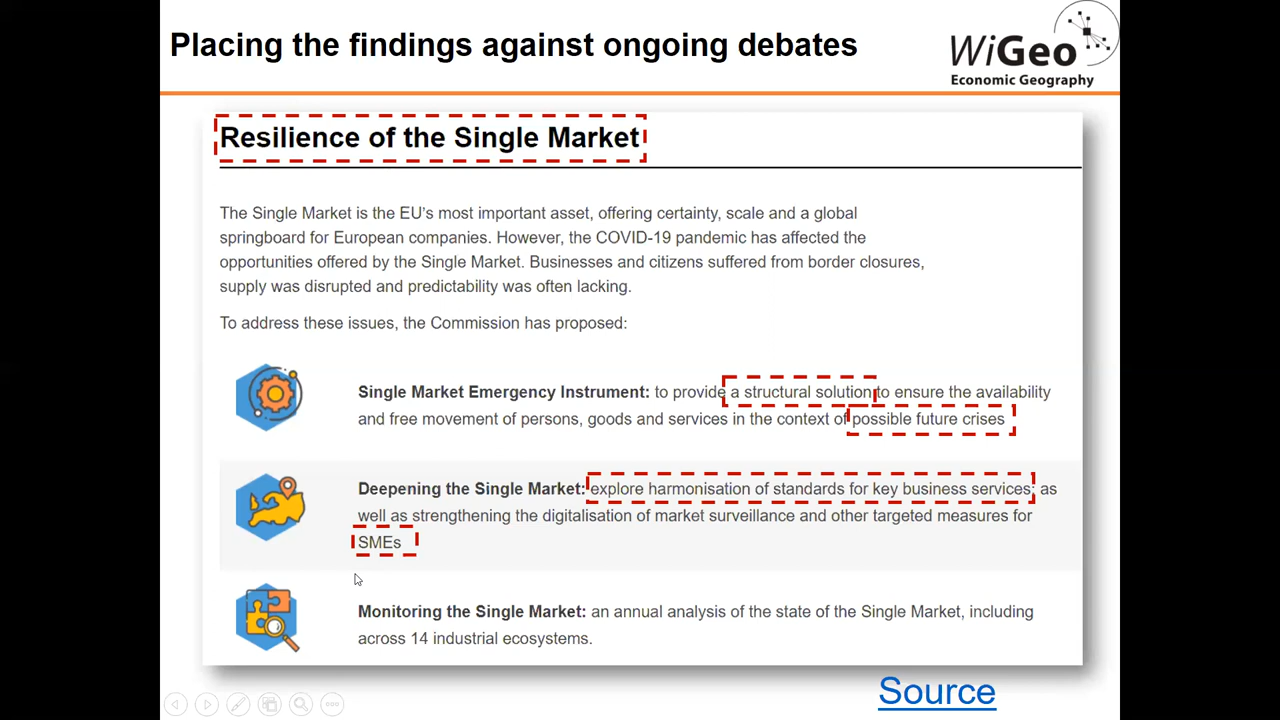 Placing the findings against ongoing debates
WiGeo
Economic Geography
Resilience of the Single Market
The Single Market is the EU's most important asset, offering certainty, scale and a global
springboard for European companies. However, the COVID-19 pandemic has affected the
opportunities offered by the Single Market. Businesses and citizens suffered from border closures,
supply was disrupted and predictability was often lacking.
To address these issues, the Commission has proposed:
Single Market Emergency Instrument: to provide a structural solution to ensure the availability
and free movement of persons, goods and services in the context of possible future crises
Deepening the Single Market: explore harmonisation of standards for key business services; as
well as strengthening the digitalisation of market surveillance and other targeted measures for
SMEs
Monitoring the Single Market: an annual analysis of the state of the Single Market, including
across 14 industrial ecosystems.
Source